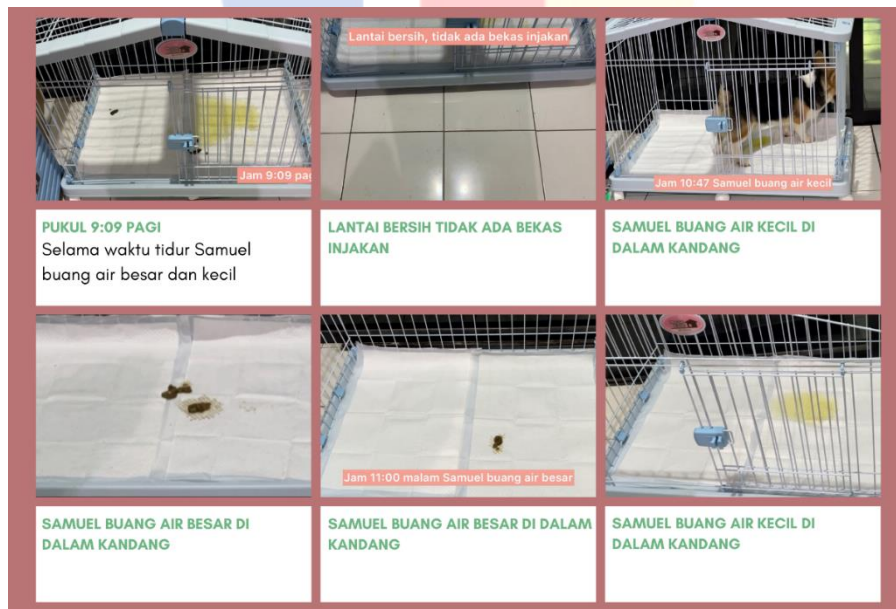 Jam 9:09 pa
Lantai bersih, tidak ada bekas injakan
Jam 10:47 Samuel buang air kecil
PUKUL 9:09 PAGI
Selama waktu tidur Samuel
buang air besar dan kecil
LANTAI BERSIH TIDAK ADA BEKAS
INJAKAN
SAMUEL BUANG AIR KECIL DI
DALAM KANDANG
Jam 11:00 malam Samuel buang air besar
SAMUEL BUANG AIR BESAR DI
DALAM KANDANG
SAMUEL BUANG AIR BESAR DI DALAM
KANDANG
SAMUEL BUANG AIR KECIL DI
DALAM KANDANG